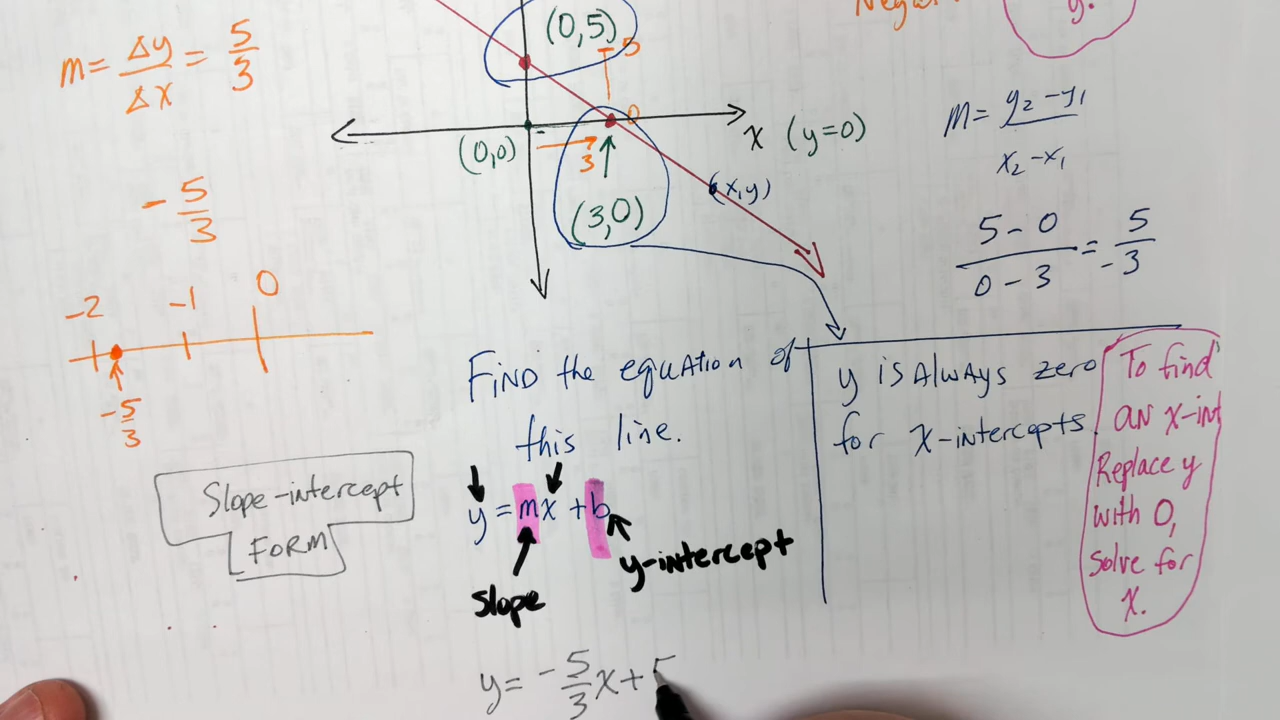 m = Δy/Δx = 5/3
- 5/3
-2 -1 0
-5/3
Slope-intercept
FORM
(0,5)
5
0
x (y=0)
(0,0)
3
(3,0)
(x,y)
Find the equation of
this line.
y = mx + b
y-intercept
slope
y = - 5/3 x + 5
y.
m = y₂ - y₁
x₂ - x₁
5 - 0 / 0 - 3 = 5/-3
y is always zero
for x-intercepts.
To find
an x-int
Replace y
with 0,
solve for
x.